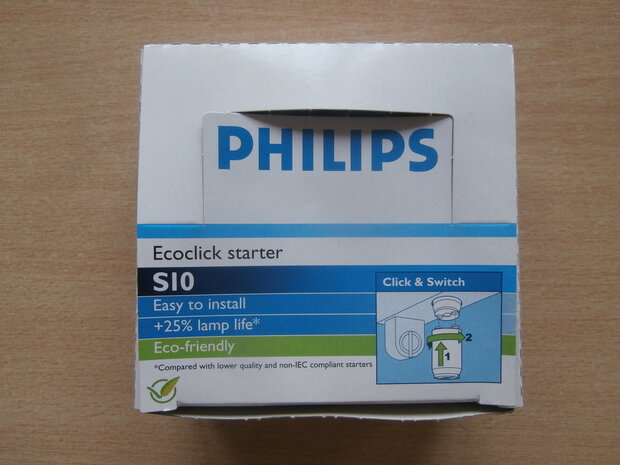 PHILIPS
Ecoclick starter
S10
Easy to install
+25% lamp life*
Eco-friendly
*Compared with lower quality and non-IEC compliant starters
Click & Switch
2
1